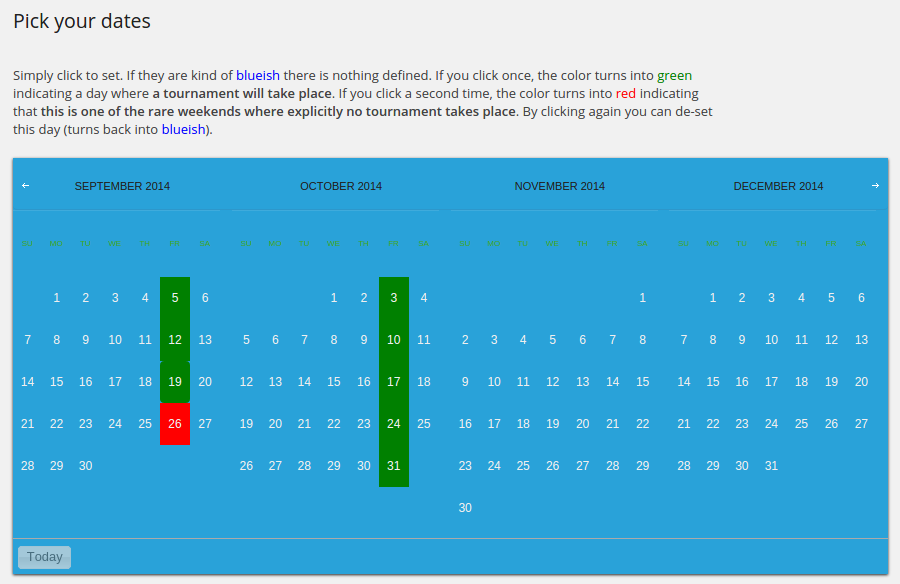 Pick your dates
Simply click to set. If they are kind of blueish there is nothing defined. If you click once, the color turns into green
indicating a day where a tournament will take place. If you click a second time, the color turns into red indicating
that this is one of the rare weekends where explicitly no tournament takes place. By clicking again you can de-set
this day (turns back into blueish).
← SEPTEMBER 2014 OCTOBER 2014 NOVEMBER 2014 DECEMBER 2014 →
SU MO TU WE TH FR SA SU MO TU WE TH FR SA SU MO TU WE TH FR SA SU MO TU WE TH FR SA
1 2 3 4 5 6 1 2 3 4 1 1 2 3 4 5 6
7 8 9 10 11 12 13 5 6 7 8 9 10 11 2 3 4 5 6 7 8 7 8 9 10 11 12 13
14 15 16 17 18 19 20 12 13 14 15 16 17 18 9 10 11 12 13 14 15 14 15 16 17 18 19 20
21 22 23 24 25 26 27 19 20 21 22 23 24 25 16 17 18 19 20 21 22 21 22 23 24 25 26 27
28 29 30 26 27 28 29 30 31 23 24 25 26 27 28 29 28 29 30 31
30
Today